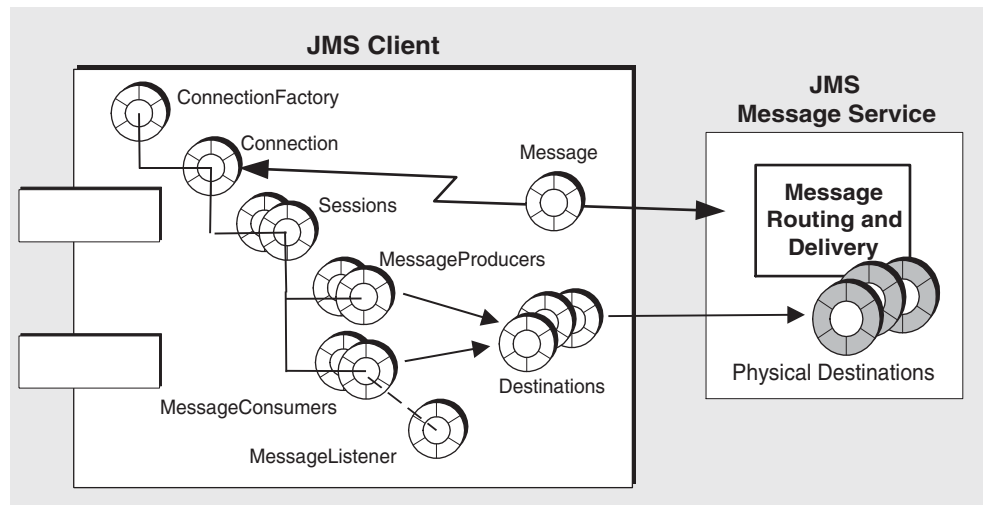 JMS Client
JMS
Message Service
ConnectionFactory
Connection
Message
Sessions
Message
Routing and
Delivery
MessageProducers
Destinations
Physical Destinations
MessageConsumers
MessageListener